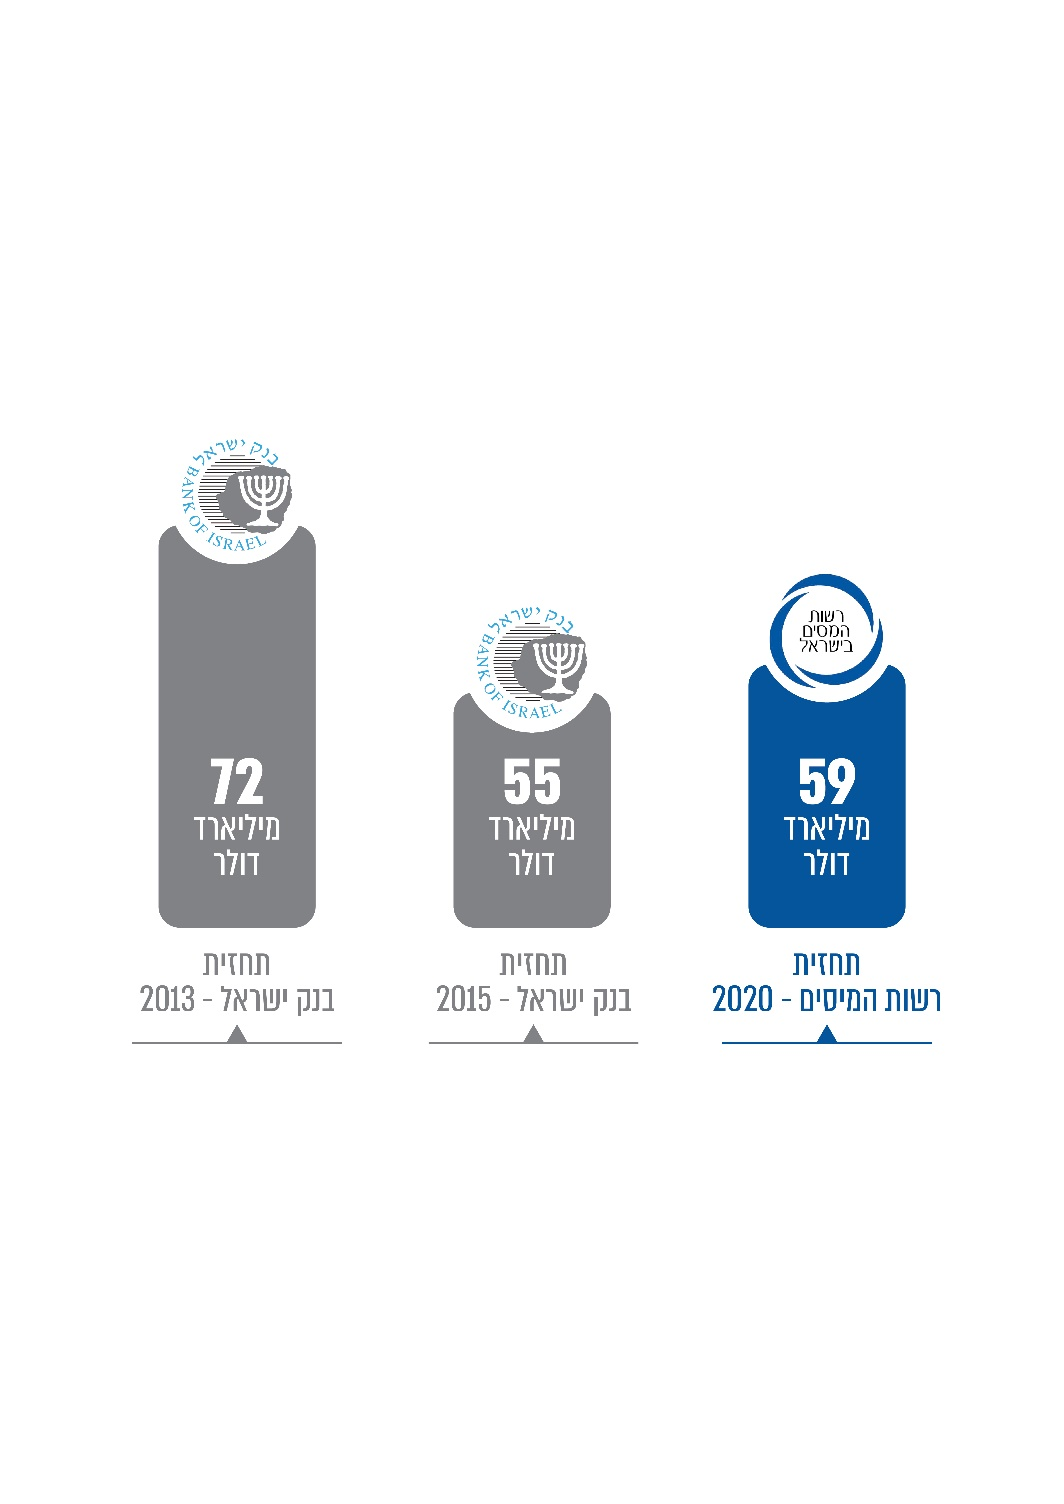 בנק ישראל
BANK OF ISRAEL
72
מיליארד
דולר
תחזית
בנק ישראל - 2013
בנק ישראל
BANK OF ISRAEL
55
מיליארד
דולר
תחזית
בנק ישראל - 2015
רשות
המסים
בישראל
59
מיליארד
דולר
תחזית
רשות המיסים - 2020